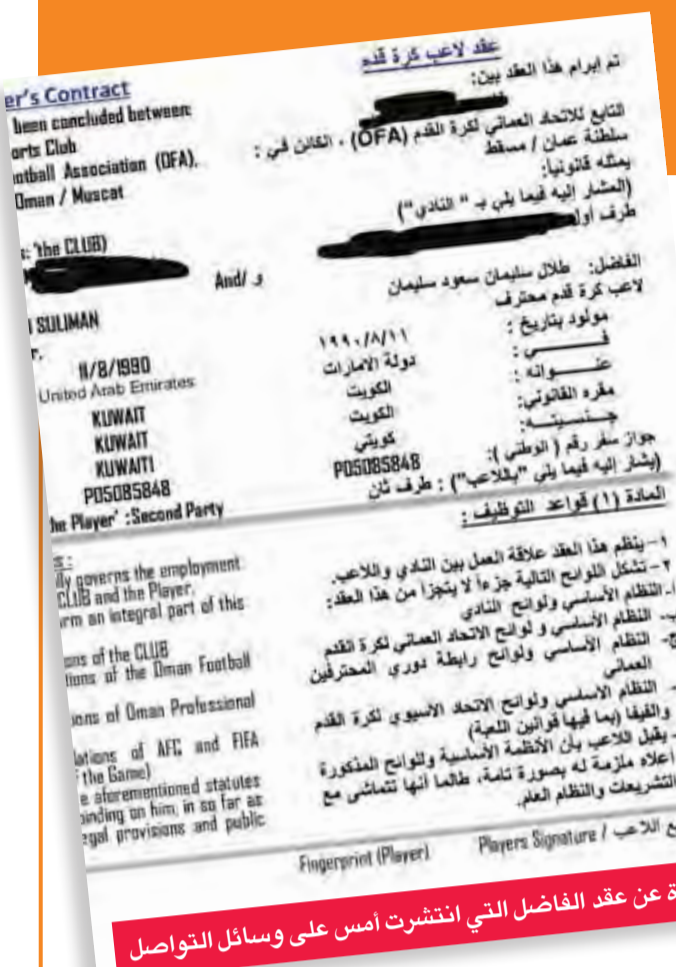 عقد لاعب كرة قدم
تم إبرام هذا العقد بين:
التابع للاتحاد العماني لكرة القدم (OFA) ، الكائن في :
سلطنة عمان / مسقط
يمثله قانونيا:
(المشار إليه فيما يلي بـ " النادي")
طرف أول
و /And
الفاضل: طلال سليمان سعود سليمان
لاعب كرة قدم محترف
مولود بتاريخ : ١٩٩٠/٨/١١
فـــــــي : دولة الامارات
عنـــــوانه : الكويت
مقره القانوني: الكويت
جـنـسيتـــه: كويتي
جواز سفر رقم ( الوطني ): P05085848
(يشار إليه فيما يلي "باللاعب") : طرف ثان
المادة (١) قواعد التوظيف :
١- ينظم هذا العقد علاقة العمل بين النادي واللاعب.
٢- تشكل اللوائح التالية جزءاً لا يتجزأ من هذا العقد:
أ- النظام الأساسي ولوائح النادي
ب- النظام الأساسي و لوائح الاتحاد العماني لكرة القدم
ج- النظام الأساسي ولوائح رابطة دوري المحترفين
العماني
- النظام الاساسي ولوائح الاتحاد الاسيوي لكرة القدم
والفيفا (بما فيها قوانين اللعبة)
- يقبل اللاعب بأن الأنظمة الأساسية وللوائح المذكورة
اعلاه ملزمة له بصورة تامة، طالما أنها تتماشى مع
التشريعات والنظام العام.
er's Contract
been concluded between:
orts Club
otball Association (OFA),
Oman / Muscat
s: 'the CLUB)
SULIMAN
r.
11/8/1990
United Arab Emirates
KUWAIT
KUWAIT
KUWAITI
P05085848
he Player' :Second Party
s:
lly governs the employment
CLUB and the Player.
rm an integral part of this
ons of the CLUB
tions of the Oman Football
ions of Oman Professional
lations of AFC and FIFA
f the Game)
e aforementioned statutes
binding on him, in so far as
egal provisions and public
Fingerprint (Player) Players Signature / ع اللاعب
ة عن عقد الفاضل التي انتشرت أمس على وسائل التواصل